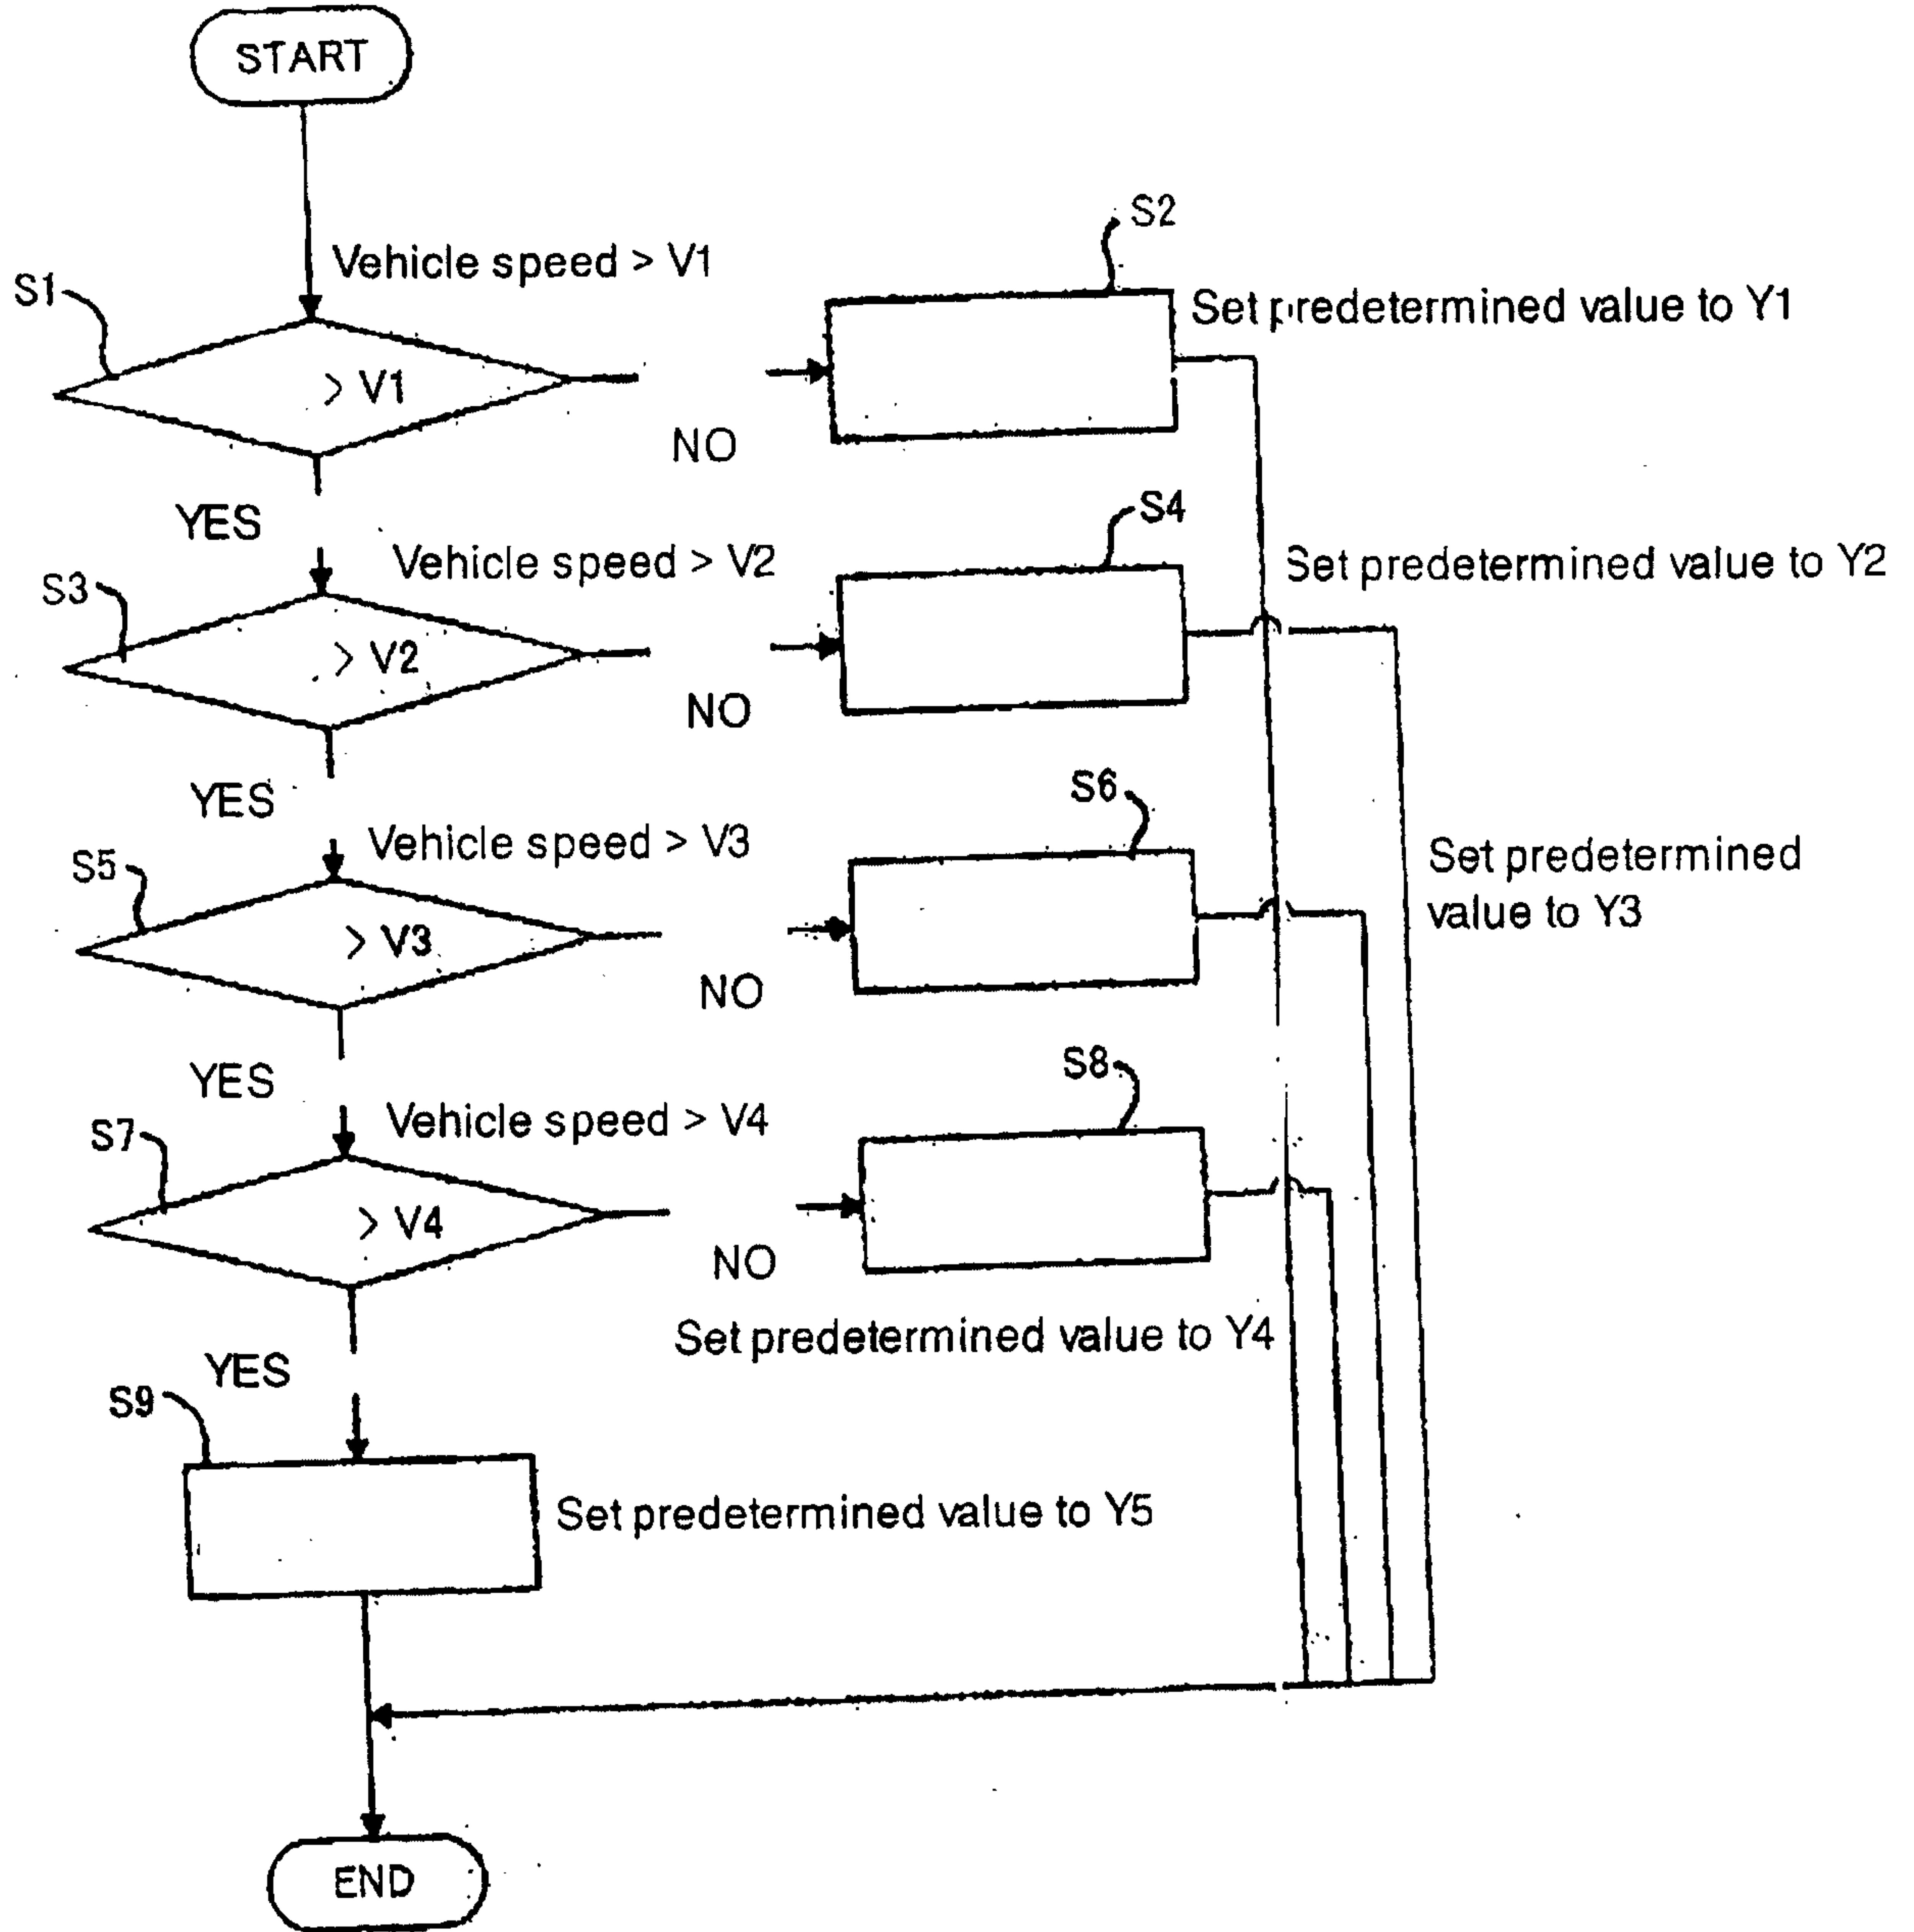 START
S2
Vehicle speed > V1
S1
Set predetermined value to Y1
> V1
NO
YES
S4
Vehicle speed > V2
Set predetermined value to Y2
S3
> V2
NO
YES
S6
Vehicle speed > V3
S5
Set predetermined
value to Y3
> V3
NO
YES
S8
Vehicle speed > V4
S7
> V4
NO
Set predetermined value to Y4
YES
S9
Set predetermined value to Y5
END